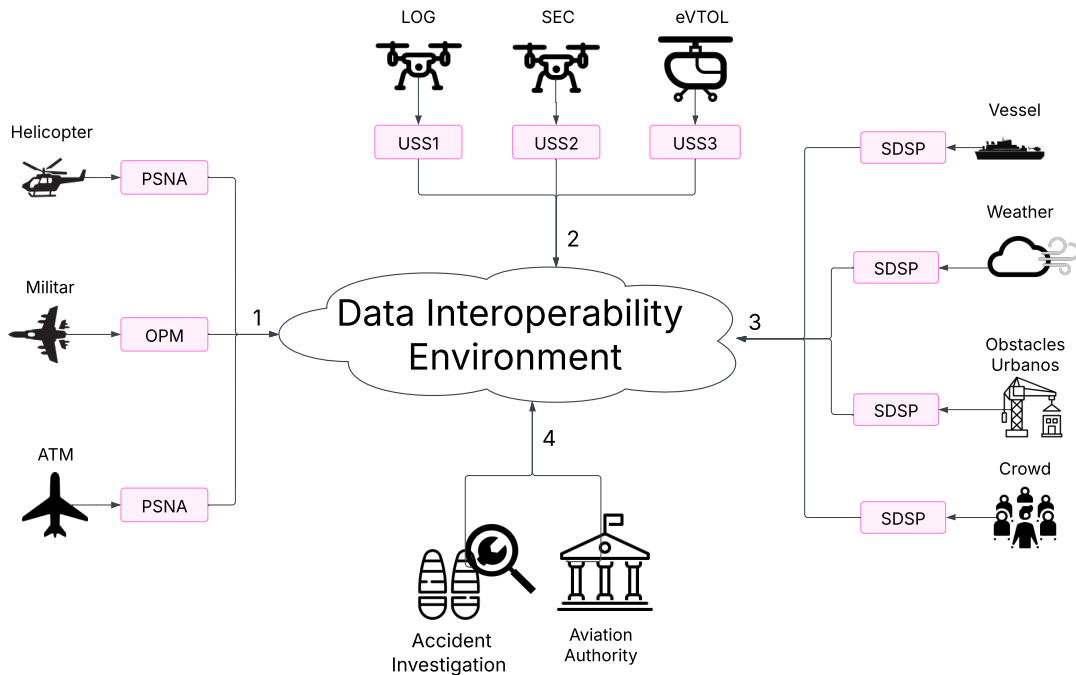 LOG
SEC
eVTOL
USS1
USS2
USS3
2
Helicopter
PSNA
Militar
OPM
1
ATM
PSNA
Data Interoperability
Environment
Vessel
SDSP
Weather
SDSP
3
Obstacles
Urbanos
SDSP
Crowd
SDSP
4
Accident
Investigation
Aviation
Authority